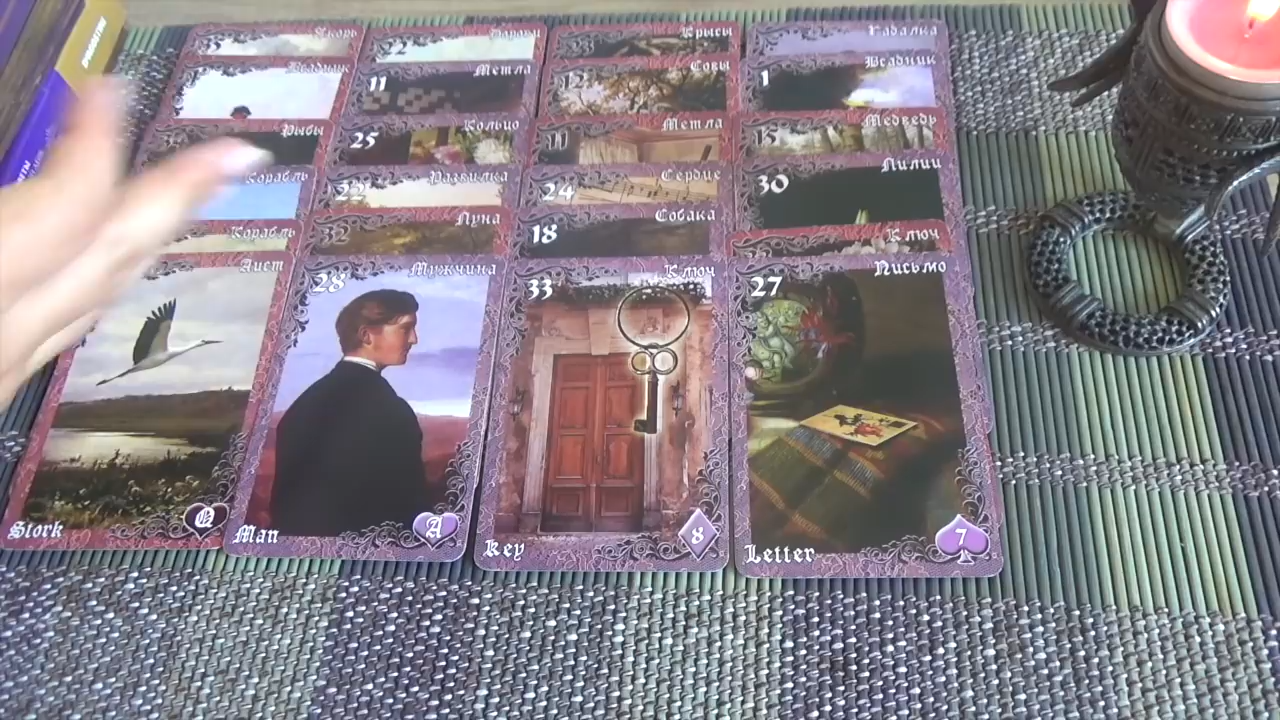 Якорь
Всадник
Рыбы
Корабль
Корабль
Аист
Stork
Q
11
Метла
25
Кольцо
22
Развилка
32
Луна
28
Мужчина
Man
A
Крысы
12
Совы
11
Метла
24
Сердце
18
Собака
33
Ключ
Key
8
Гадалка
1
Всадник
15
Медведь
30
Лилии
Ключ
27
Письмо
Letter
7